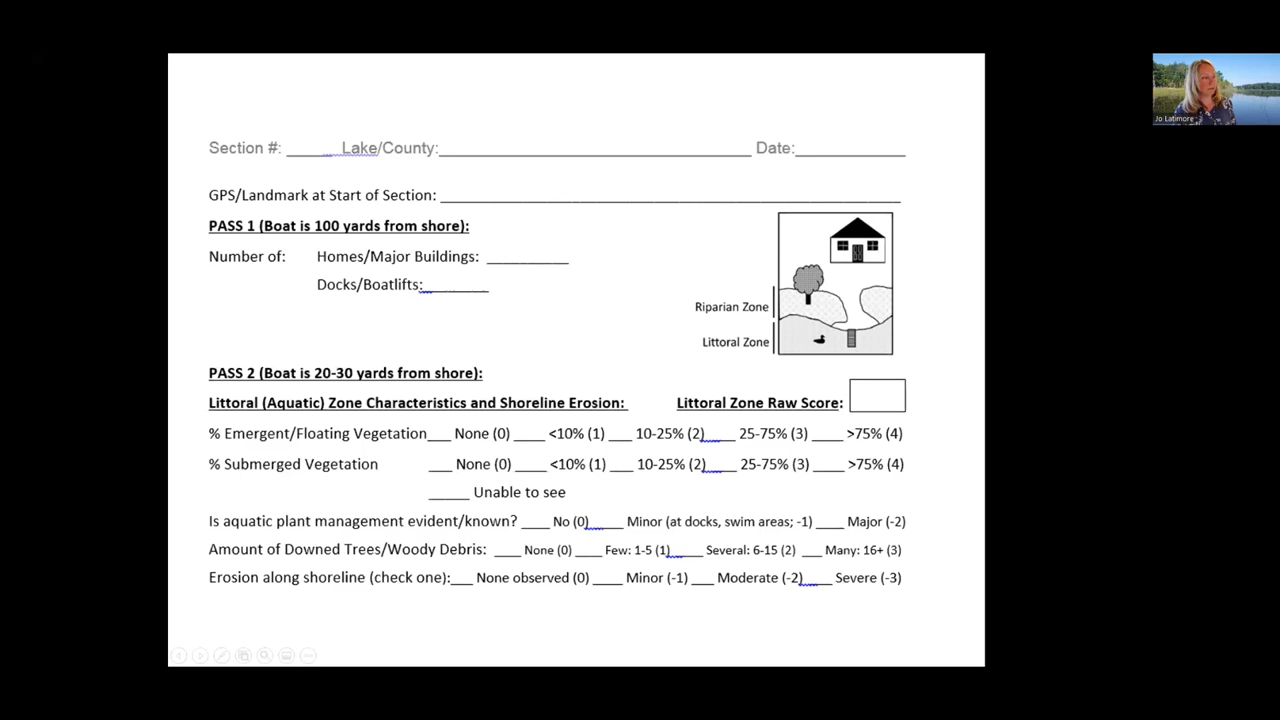 Section #: _____ Lake/County:__________________________________ Date:___________
GPS/Landmark at Start of Section: ______________________________________________
PASS 1 (Boat is 100 yards from shore):
Number of: Homes/Major Buildings: __________
Docks/Boatlifts:________
Riparian Zone
Littoral Zone
PASS 2 (Boat is 20-30 yards from shore):
Littoral (Aquatic) Zone Characteristics and Shoreline Erosion: Littoral Zone Raw Score:
% Emergent/Floating Vegetation___ None (0) ____ <10% (1) ___ 10-25% (2)____ 25-75% (3) ____ >75% (4)
% Submerged Vegetation ___ None (0) ____ <10% (1) ___ 10-25% (2)____ 25-75% (3) ____ >75% (4)
_____ Unable to see
Is aquatic plant management evident/known? ____ No (0)_____ Minor (at docks, swim areas; -1) ____ Major (-2)
Amount of Downed Trees/Woody Debris: ____ None (0) ____ Few: 1-5 (1)_____ Several: 6-15 (2) ___ Many: 16+ (3)
Erosion along shoreline (check one):___ None observed (0) ____ Minor (-1) ___ Moderate (-2)____ Severe (-3)
Jo Latimore